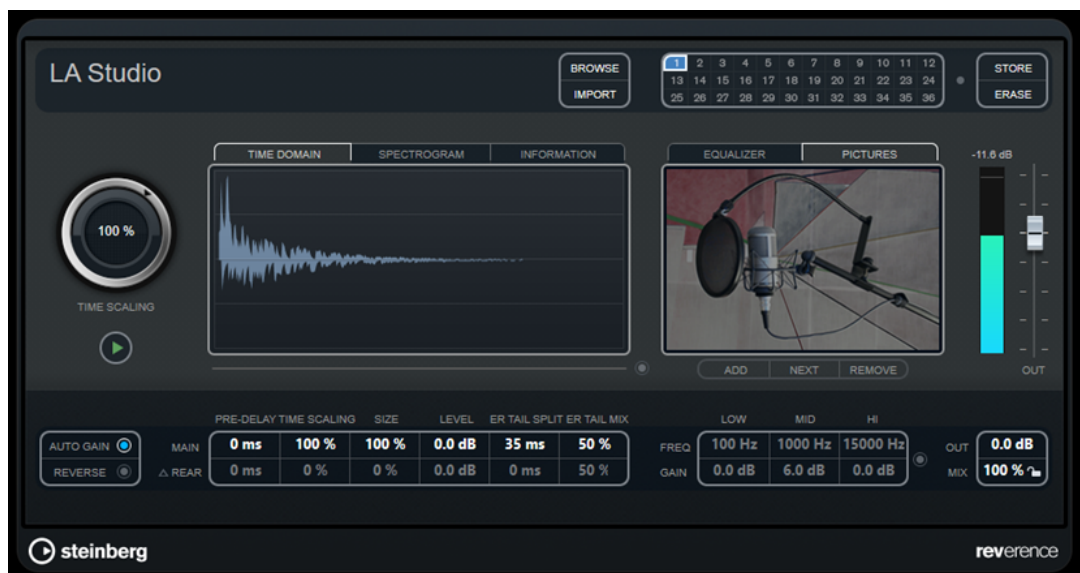 LA Studio
BROWSE
IMPORT
1 2 3 4 5 6 7 8 9 10 11 12
13 14 15 16 17 18 19 20 21 22 23 24
25 26 27 28 29 30 31 32 33 34 35 36
STORE
ERASE
TIME DOMAIN SPECTROGRAM INFORMATION
EQUALIZER PICTURES
-11.6 dB
100 %
TIME SCALING
ADD NEXT REMOVE
OUT
PRE-DELAY TIME SCALING SIZE LEVEL ER TAIL SPLIT ER TAIL MIX
LOW MID HI
AUTO GAIN MAIN 0 ms 100 % 100 % 0.0 dB 35 ms 50 %
FREQ 100 Hz 1000 Hz 15000 Hz OUT 0.0 dB
REVERSE △ REAR 0 ms 0 % 0 % 0.0 dB 0 ms 50 %
GAIN 0.0 dB 6.0 dB 0.0 dB MIX 100 %
steinberg
reverence